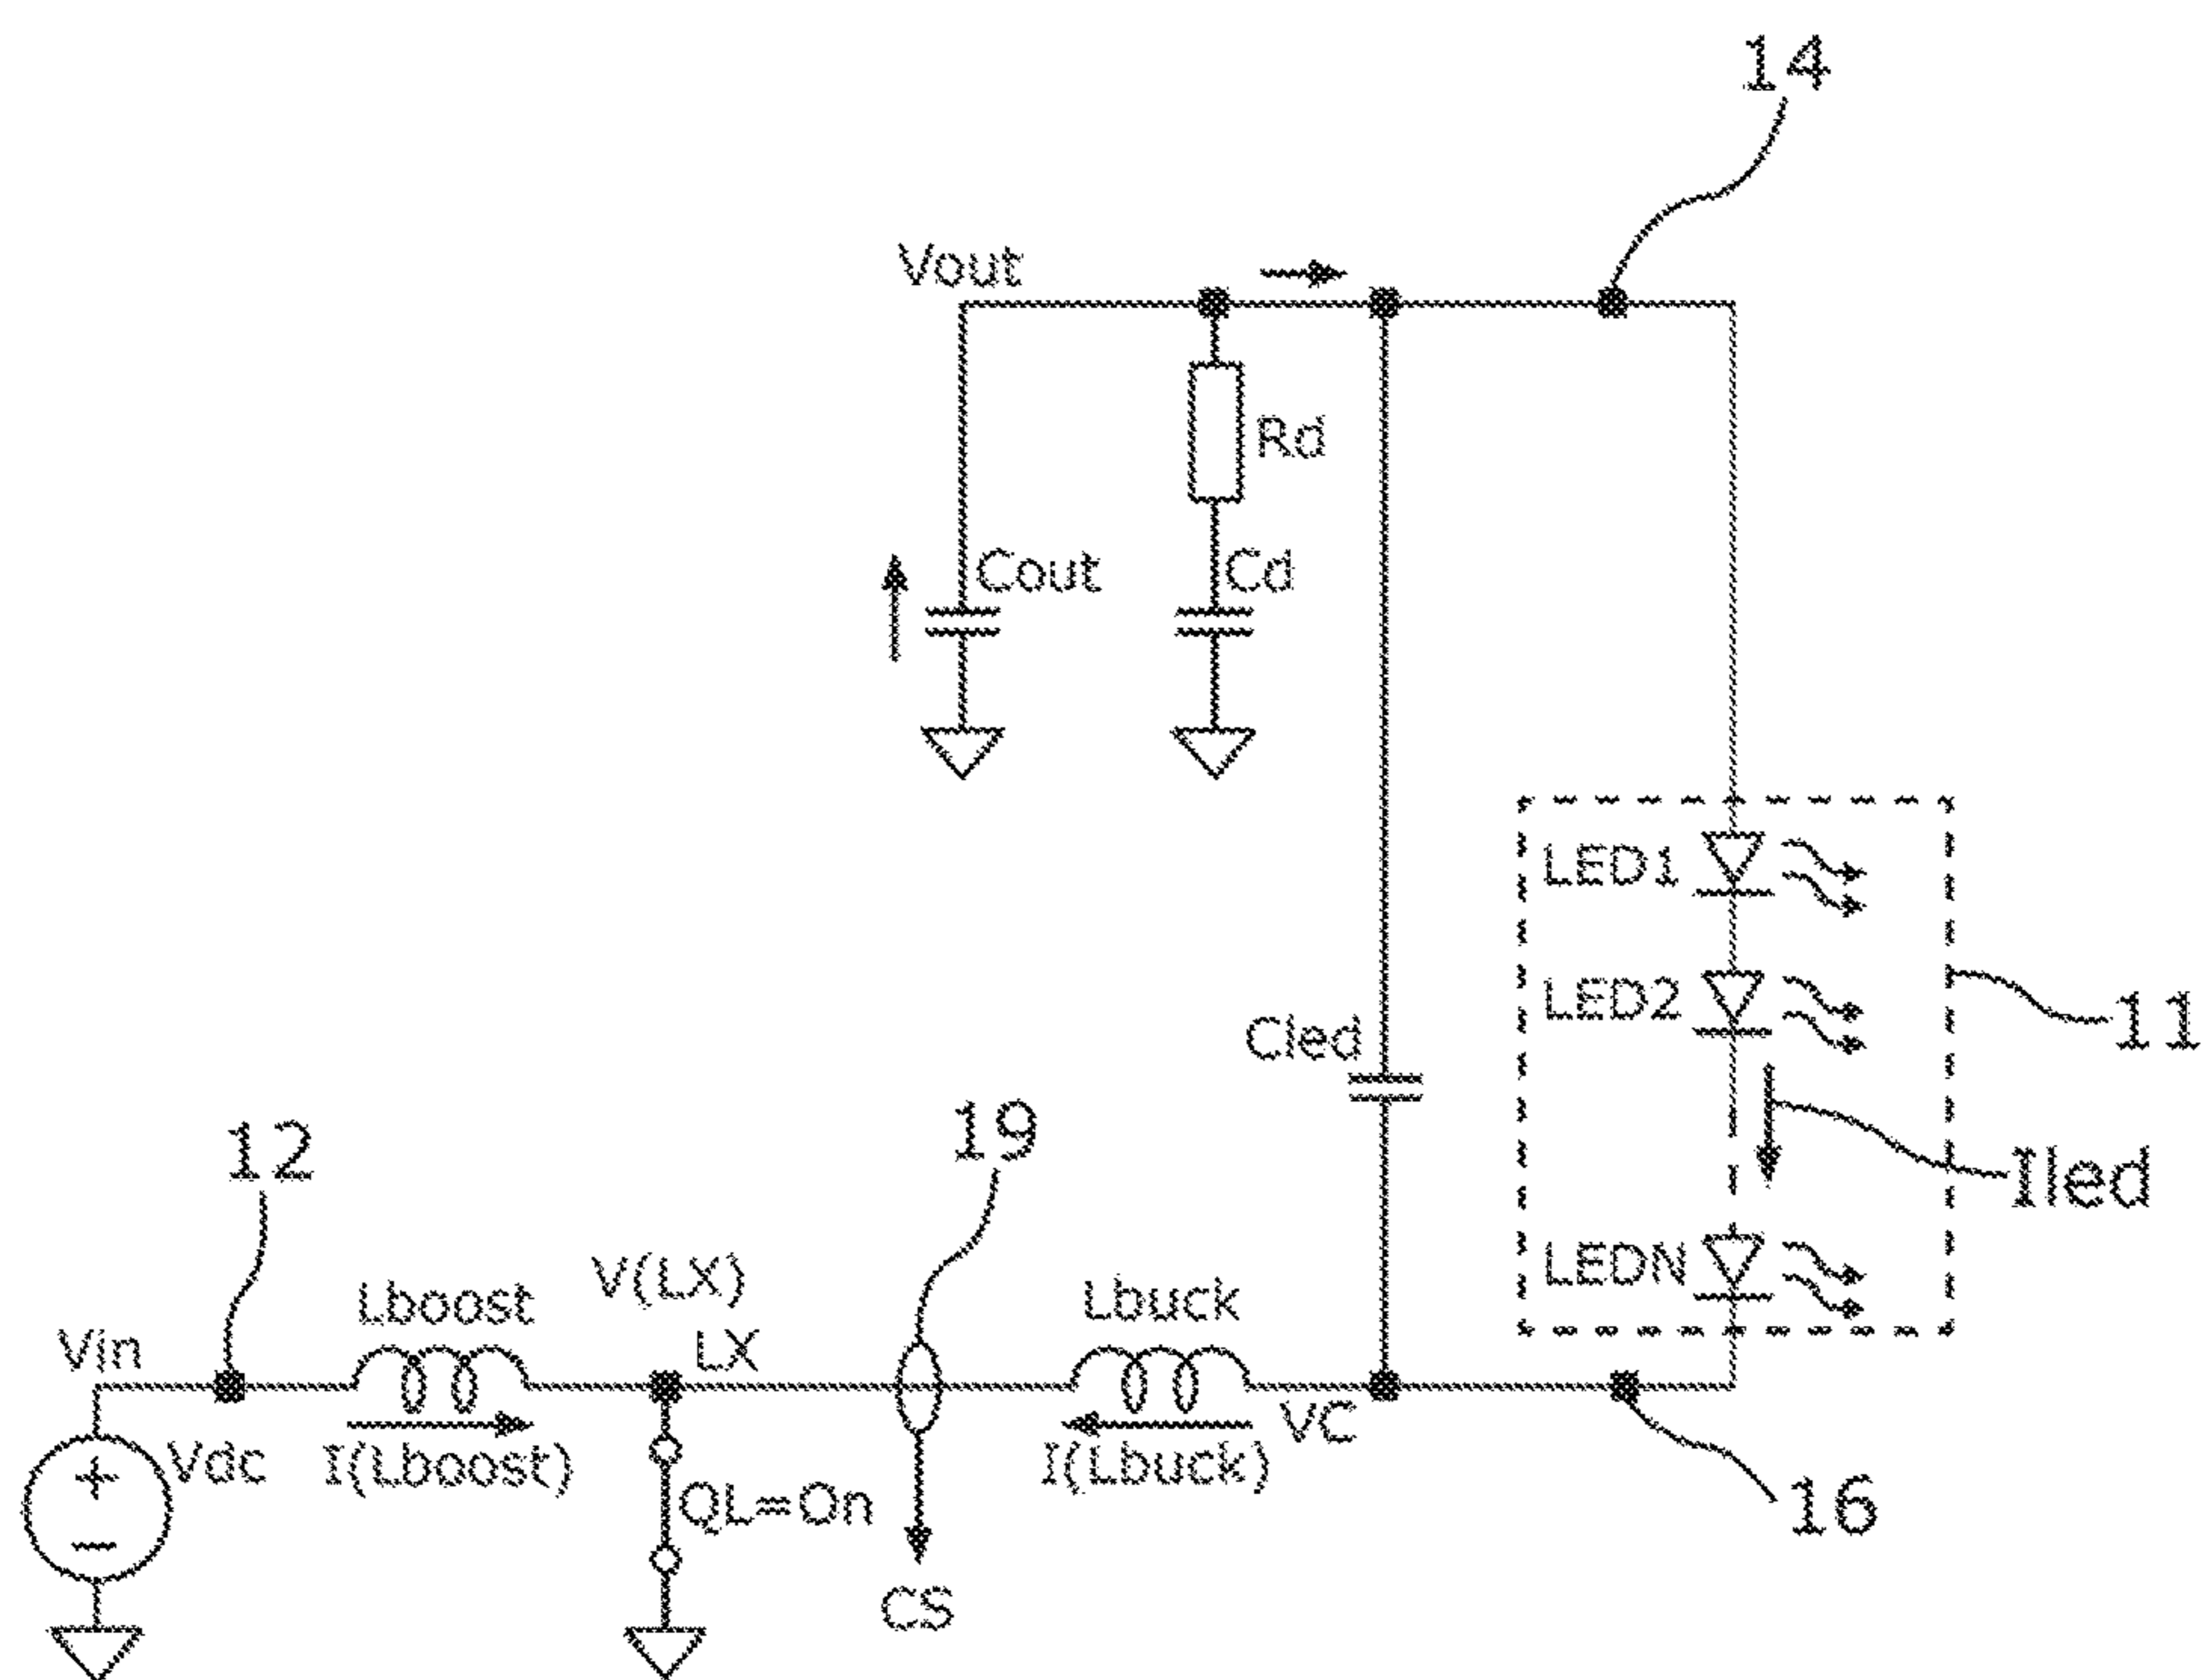 14
Vout
Rd
Cout
Cd
LED1
LED2
11
Cled
19
12
Iled
V(LX)
LEDN
Lboost
Lbuck
Vin
LX
+
Vdc
I(Lboost)
I(Lbuck)
VC
QL=On
16
−
CS